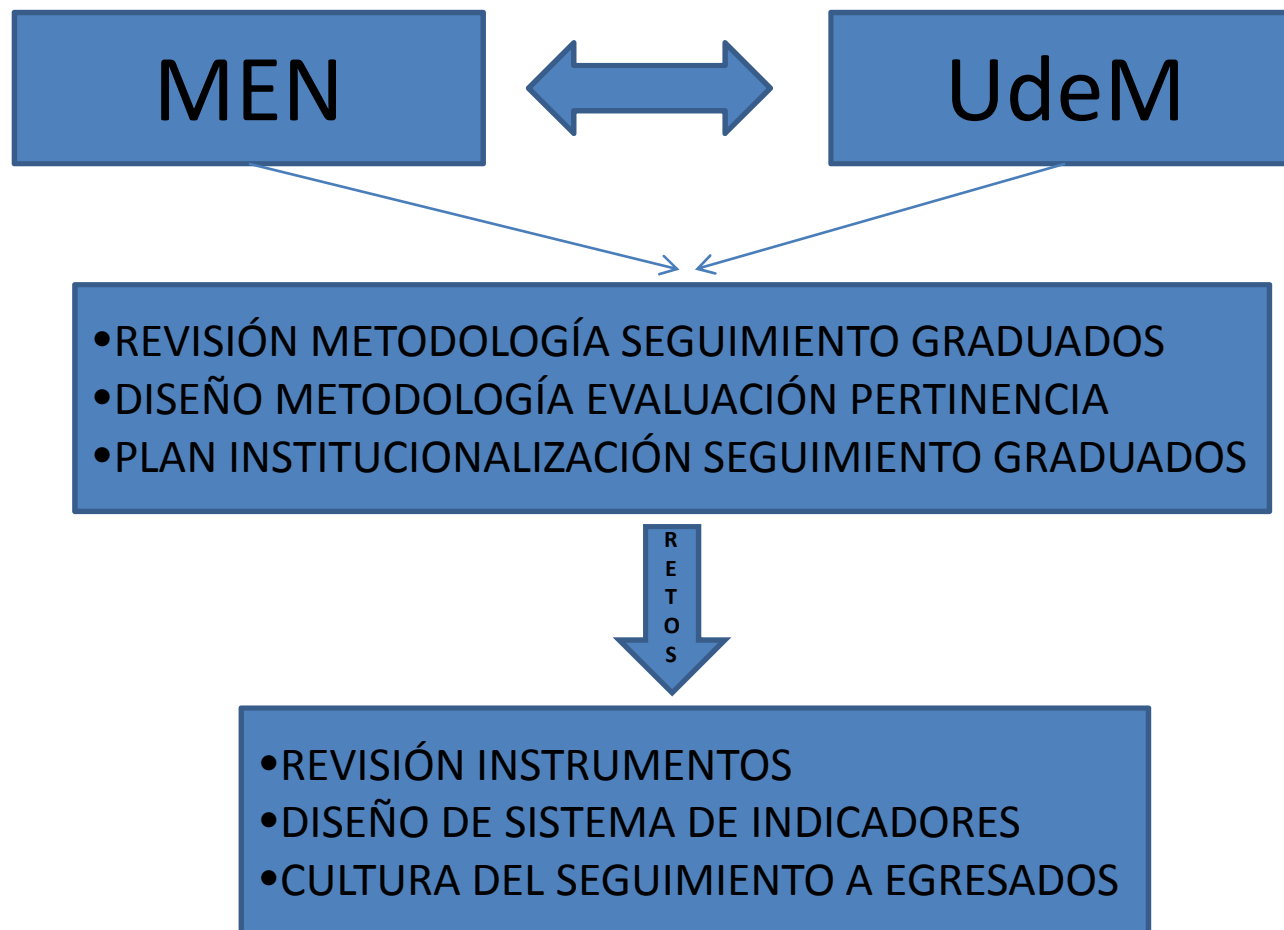 MEN
UdeM
•REVISIÓN METODOLOGÍA SEGUIMIENTO GRADUADOS
•DISEÑO METODOLOGÍA EVALUACIÓN PERTINENCIA
•PLAN INSTITUCIONALIZACIÓN SEGUIMIENTO GRADUADOS
R
E
T
O
S
•REVISIÓN INSTRUMENTOS
•DISEÑO DE SISTEMA DE INDICADORES
•CULTURA DEL SEGUIMIENTO A EGRESADOS